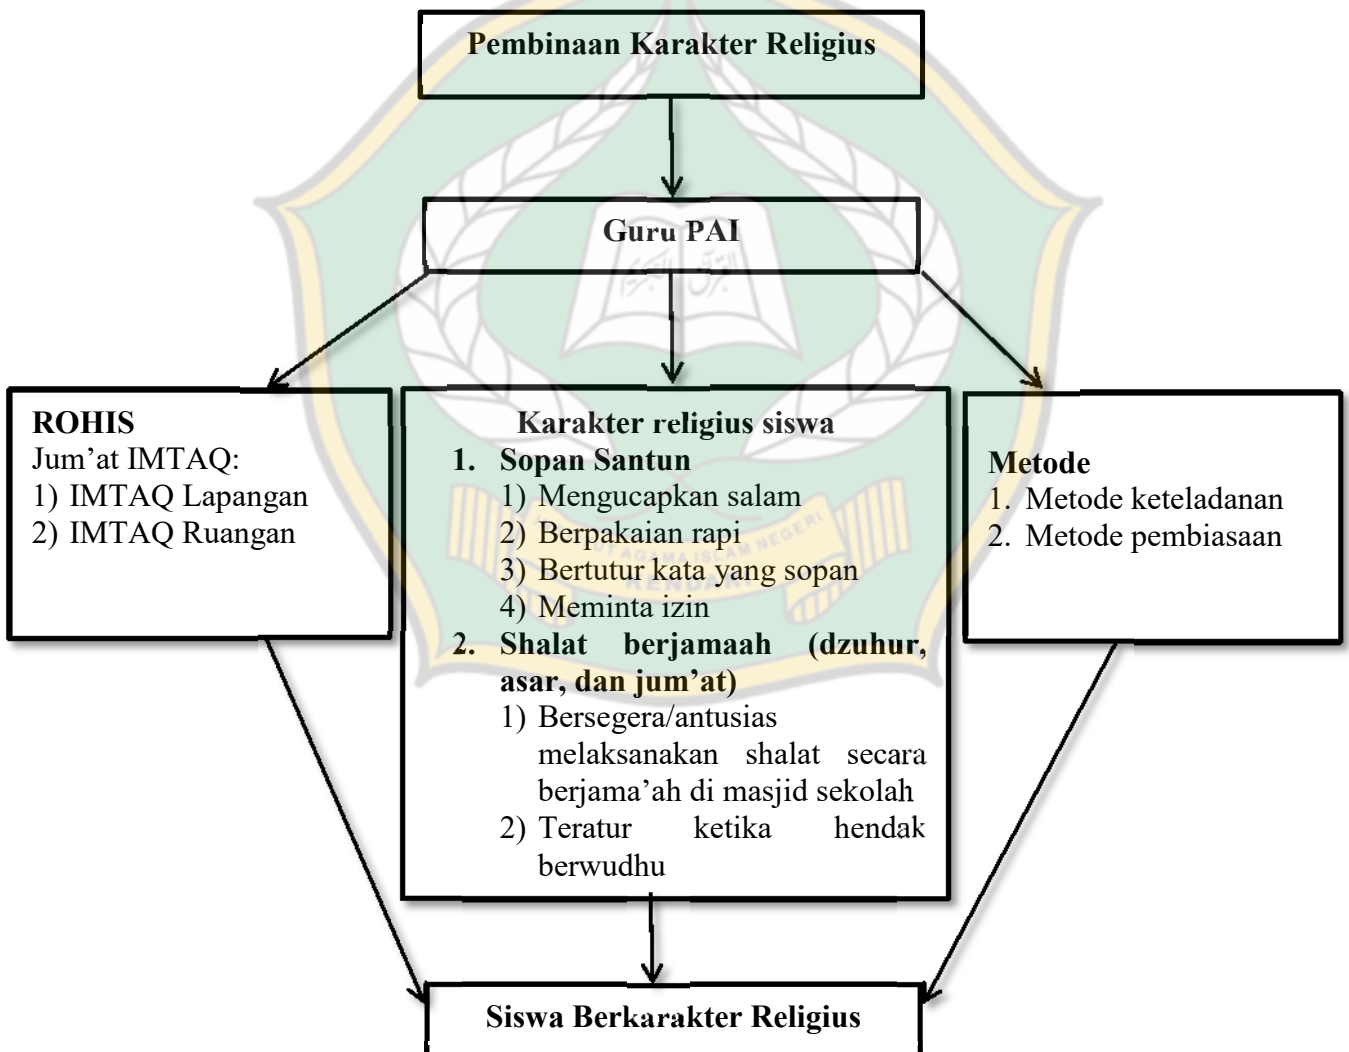 Pembinaan Karakter Religius
Guru PAI
ROHIS
Jum’at IMTAQ:
1) IMTAQ Lapangan
2) IMTAQ Ruangan
Karakter religius siswa
1. Sopan Santun
1) Mengucapkan salam
2) Berpakaian rapi
3) Bertutur kata yang sopan
4) Meminta izin
2. Shalat berjamaah (dzuhur,
asar, dan jum’at)
1) Bersegera/antusias
melaksanakan shalat secara
berjama’ah di masjid sekolah
2) Teratur ketika hendak
berwudhu
Metode
1. Metode keteladanan
2. Metode pembiasaan
Siswa Berkarakter Religius
AGAMA ISLAM NEGERI